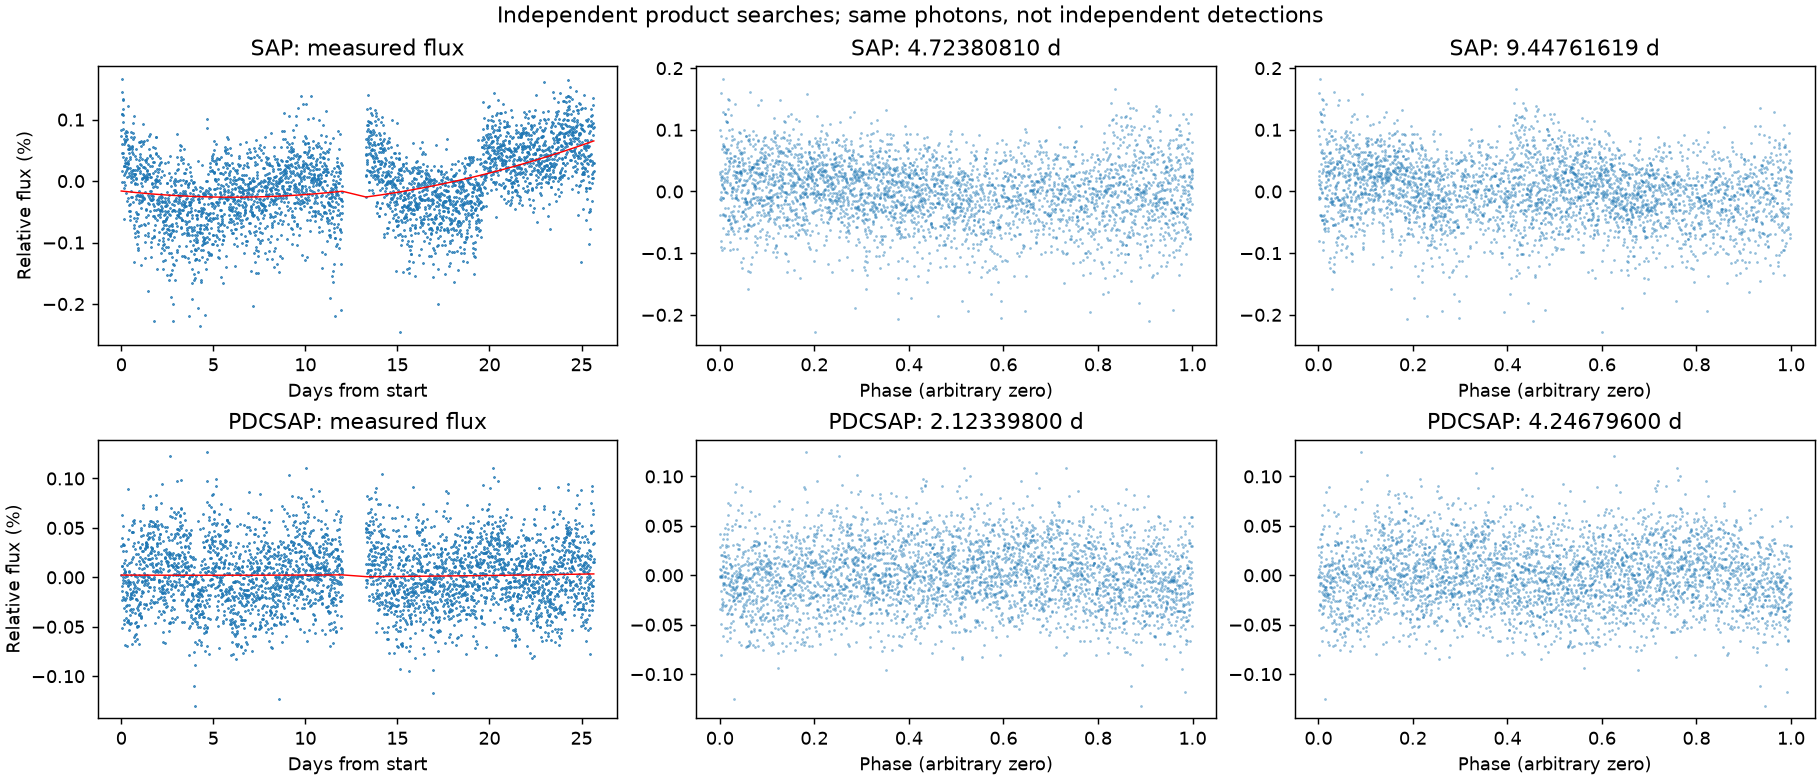 Independent product searches; same photons, not independent detections
SAP: measured flux
SAP: 4.72380810 d
SAP: 9.44761619 d
Relative flux (%)
0.1
0.0
−0.1
−0.2
0 5 10 15 20 25
Days from start
0.2
0.1
0.0
−0.1
−0.2
0.0 0.2 0.4 0.6 0.8 1.0
Phase (arbitrary zero)
0.2
0.1
0.0
−0.1
−0.2
0.0 0.2 0.4 0.6 0.8 1.0
Phase (arbitrary zero)
PDCSAP: measured flux
PDCSAP: 2.12339800 d
PDCSAP: 4.24679600 d
Relative flux (%)
0.10
0.05
0.00
−0.05
−0.10
0 5 10 15 20 25
Days from start
0.10
0.05
0.00
−0.05
−0.10
0.0 0.2 0.4 0.6 0.8 1.0
Phase (arbitrary zero)
0.10
0.05
0.00
−0.05
−0.10
0.0 0.2 0.4 0.6 0.8 1.0
Phase (arbitrary zero)